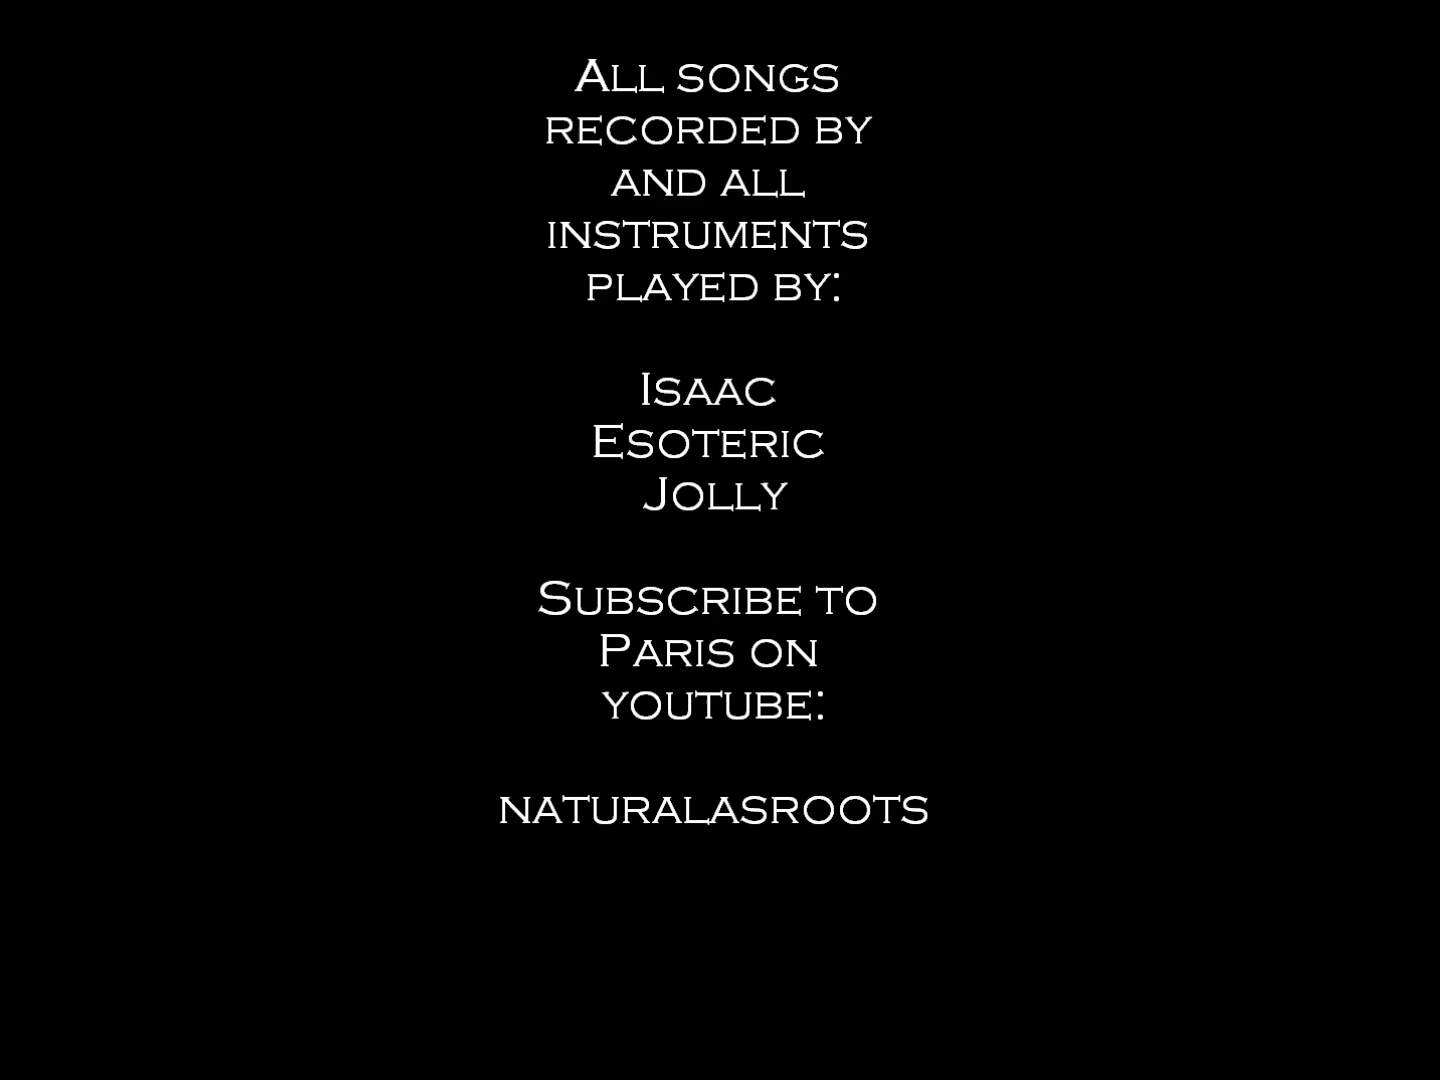 All songs
recorded by
and all
instruments
played by:
Isaac
Esoteric
Jolly
Subscribe to
Paris on
youtube:
naturalasroots